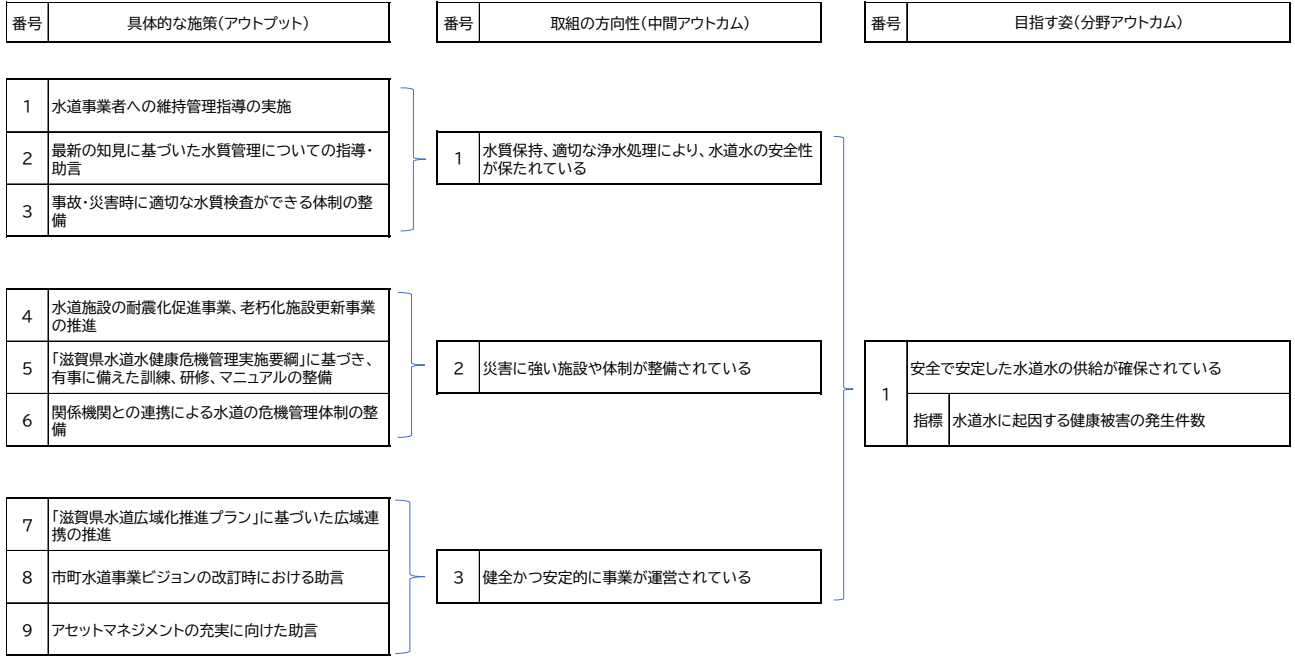 番号 具体的な施策(アウトプット)
番号 取組の方向性(中間アウトカム)
番号 目指す姿(分野アウトカム)
1 水道事業者への維持管理指導の実施
2 最新の知見に基づいた水質管理についての指導・
助言
3 事故・災害時に適切な水質検査ができる体制の整
備
1 水質保持、適切な浄水処理により、水道水の安全性
が保たれている
4 水道施設の耐震化促進事業、老朽化施設更新事業
の推進
5 「滋賀県水道水健康危機管理実施要綱」に基づき、
有事に備えた訓練、研修、マニュアルの整備
6 関係機関との連携による水道の危機管理体制の整
備
2 災害に強い施設や体制が整備されている
7 「滋賀県水道広域化推進プラン」に基づいた広域連
携の推進
8 市町水道事業ビジョンの改訂時における助言
9 アセットマネジメントの充実に向けた助言
3 健全かつ安定的に事業が運営されている
1 安全で安定した水道水の供給が確保されている
指標 水道水に起因する健康被害の発生件数